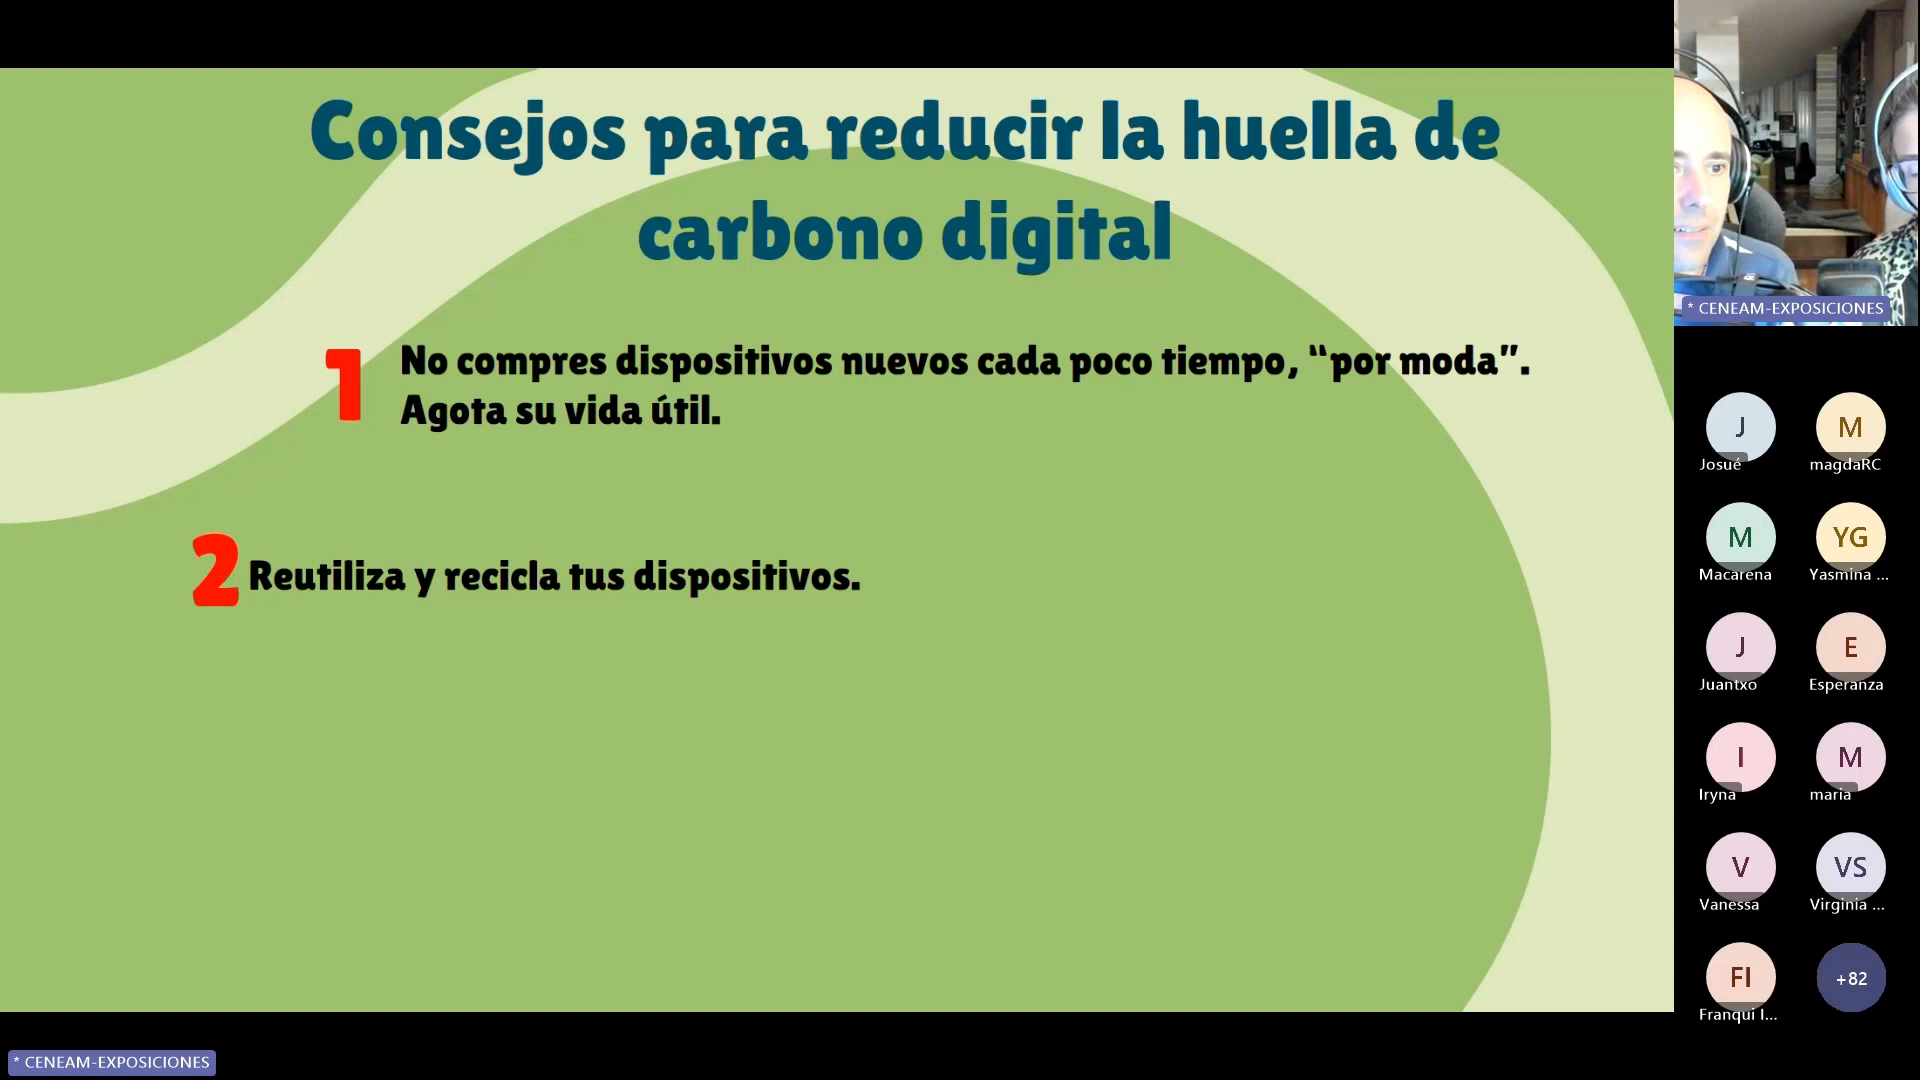 Consejos para reducir la huella de
carbono digital
1
No compres dispositivos nuevos cada poco tiempo, “por moda”.
Agota su vida útil.
2
Reutiliza y recicla tus dispositivos.
* CENEAM-EXPOSICIONES
J
Josué
M
magdaRC
M
Macarena
YG
Yasmina ...
J
Juantxo
E
Esperanza
I
Iryna
M
maria
V
Vanessa
VS
Virginia ...
FI
Franqui I...
+82
* CENEAM-EXPOSICIONES